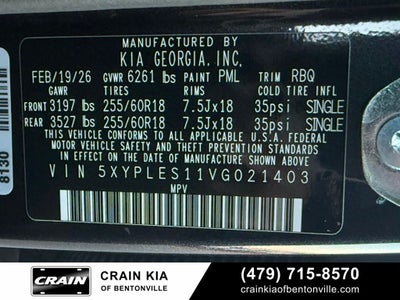 MANUFACTURED BY
KIA GEORGIA, INC.
FEB/19/26 GVWR 6261 lbs PAINT PML TRIM RBQ
GAWR TIRES RIMS COLD TIRE INFL
FRONT 3197 lbs 255/60R18 7.5Jx18 35psi SINGLE
REAR 3527 lbs 255/60R18 7.5Jx18 35psi SINGLE
THIS VEHICLE CONFORMS TO ALL APPLICABLE U.S.A. FEDERAL
MOTOR VEHICLE SAFETY, BUMPER, AND THEFT PREVENTION
STANDARDS IN EFFECT ON THE DATE OF MANUFACTURE SHOWN ABOVE.
VIN 5XYPLES11VG021403
MPV
8130
CRAIN
CRAIN KIA
OF BENTONVILLE
(479) 715-8570
www.crainkiaofbentonville.com